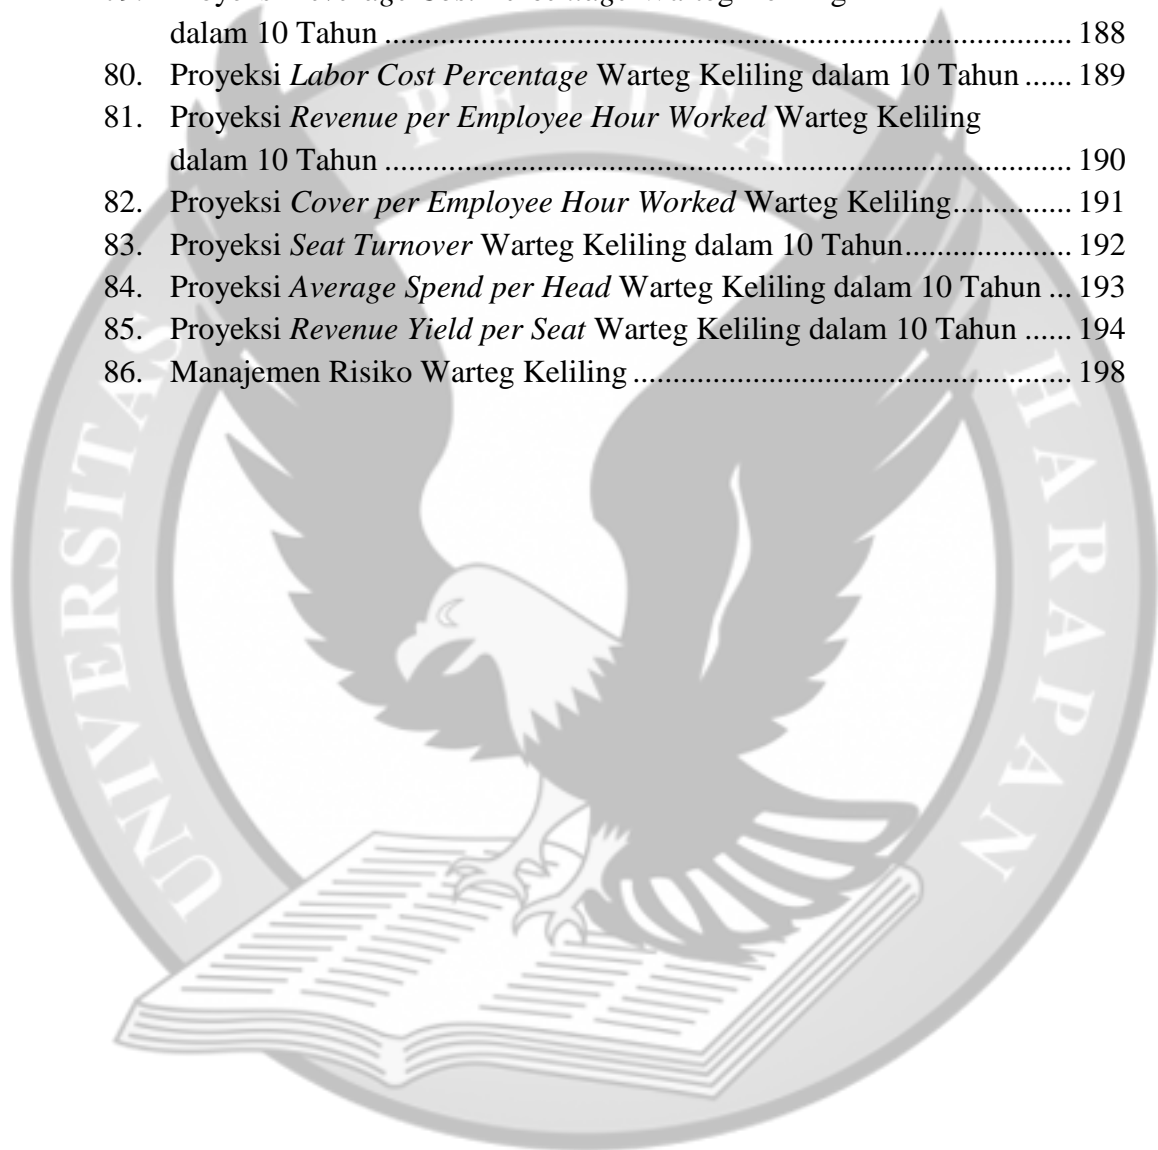 dalam 10 Tahun ........................................................................................ 188
80. Proyeksi Labor Cost Percentage Warteg Keliling dalam 10 Tahun ...... 189
81. Proyeksi Revenue per Employee Hour Worked Warteg Keliling
dalam 10 Tahun ........................................................................................ 190
82. Proyeksi Cover per Employee Hour Worked Warteg Keliling............... 191
83. Proyeksi Seat Turnover Warteg Keliling dalam 10 Tahun..................... 192
84. Proyeksi Average Spend per Head Warteg Keliling dalam 10 Tahun ... 193
85. Proyeksi Revenue Yield per Seat Warteg Keliling dalam 10 Tahun ...... 194
86. Manajemen Risiko Warteg Keliling ........................................................ 198
UNIVERSITAS PELITA HARAPAN